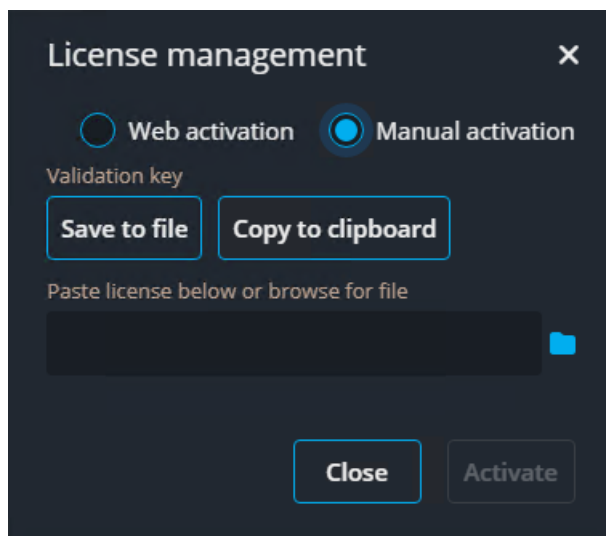 License management
Web activation Manual activation
Validation key
Save to file Copy to clipboard
Paste license below or browse for file
Close Activate